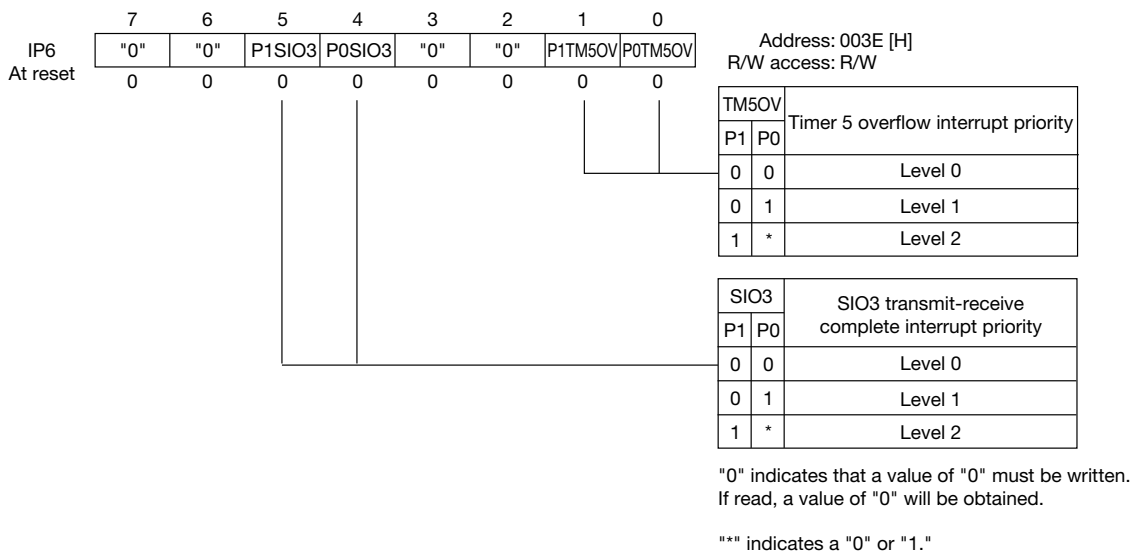 7 6 5 4 3 2 1 0
IP6 "0" "0" P1SIO3 P0SIO3 "0" "0" P1TM5OV P0TM5OV
At reset 0 0 0 0 0 0 0 0
Address: 003E [H]
R/W access: R/W
TM5OV Timer 5 overflow interrupt priority
P1 P0
0 0 Level 0
0 1 Level 1
1 * Level 2
SIO3 SIO3 transmit-receive
P1 P0 complete interrupt priority
0 0 Level 0
0 1 Level 1
1 * Level 2
"0" indicates that a value of "0" must be written.
If read, a value of "0" will be obtained.
"*" indicates a "0" or "1."